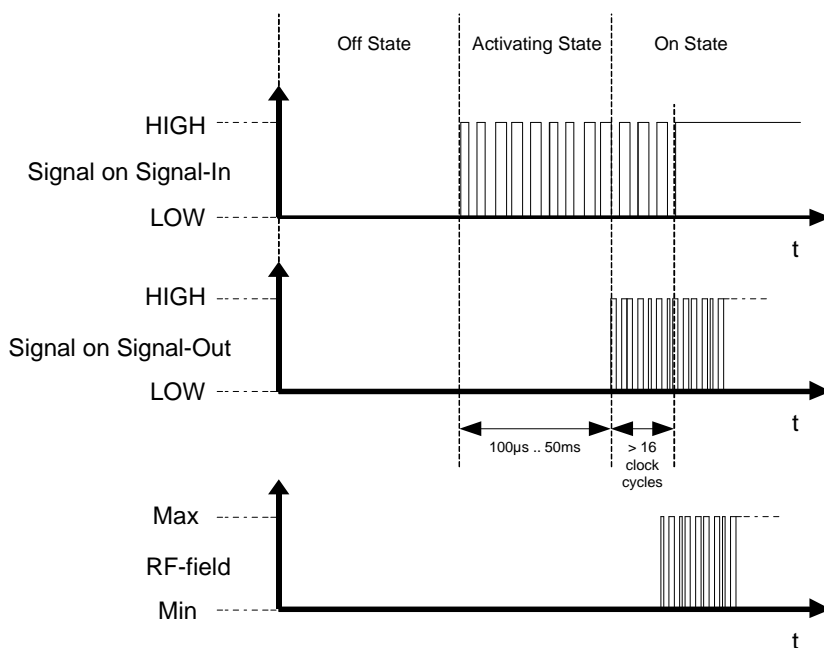 Off State Activating State On State
HIGH
Signal on Signal-In
LOW
t
HIGH
Signal on Signal-Out
LOW
t
100µs .. 50ms
> 16
clock
cycles
Max
RF-field
Min
t